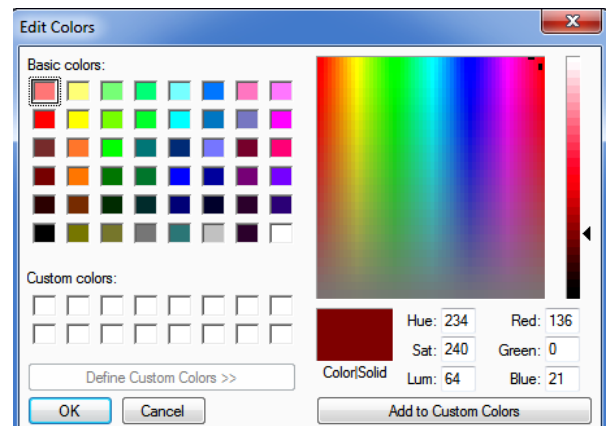 Edit Colors
Basic colors:
Custom colors:
Define Custom Colors >>
OK Cancel
Color|Solid
Hue: 234 Red: 136
Sat: 240 Green: 0
Lum: 64 Blue: 21
Add to Custom Colors